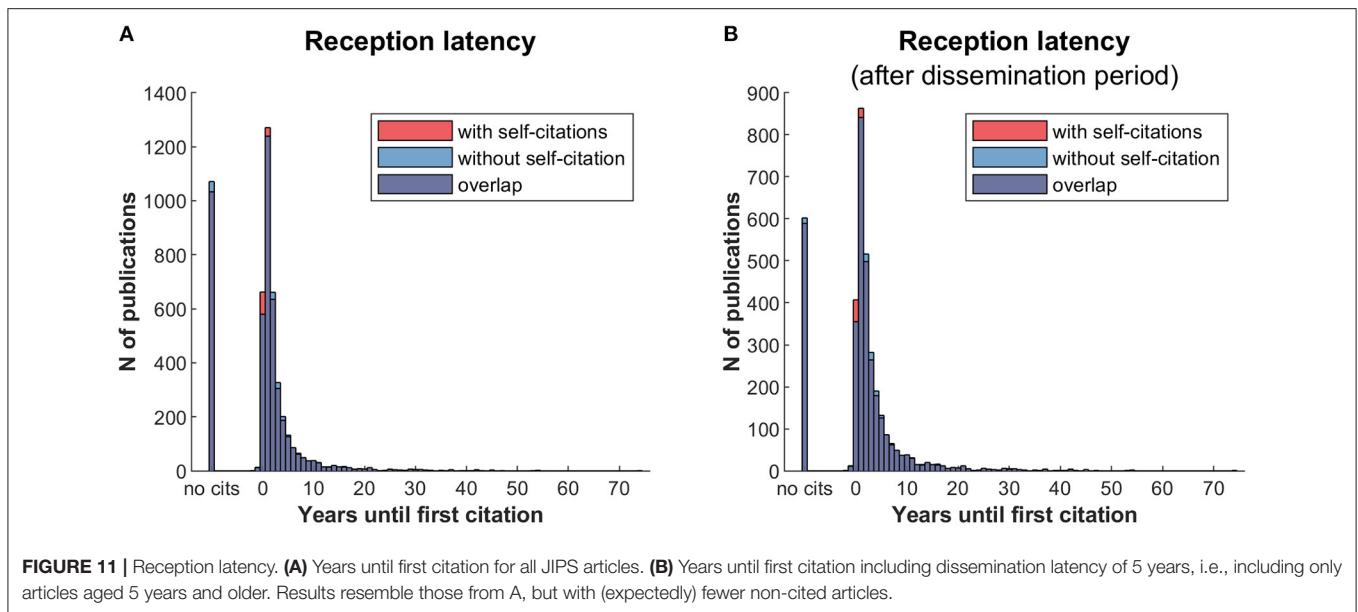 A
Reception latency
1400
1200
1000
800
600
400
200
0
N of publications
with self-citations
without self-citation
overlap
no cits 0 10 20 30 40 50 60 70
Years until first citation
B
Reception latency
(after dissemination period)
900
800
700
600
500
400
300
200
100
0
N of publications
with self-citations
without self-citation
overlap
no cits 0 10 20 30 40 50 60 70
Years until first citation
FIGURE 11 | Reception latency. (A) Years until first citation for all JIPS articles. (B) Years until first citation including dissemination latency of 5 years, i.e., including only
articles aged 5 years and older. Results resemble those from A, but with (expectedly) fewer non-cited articles.